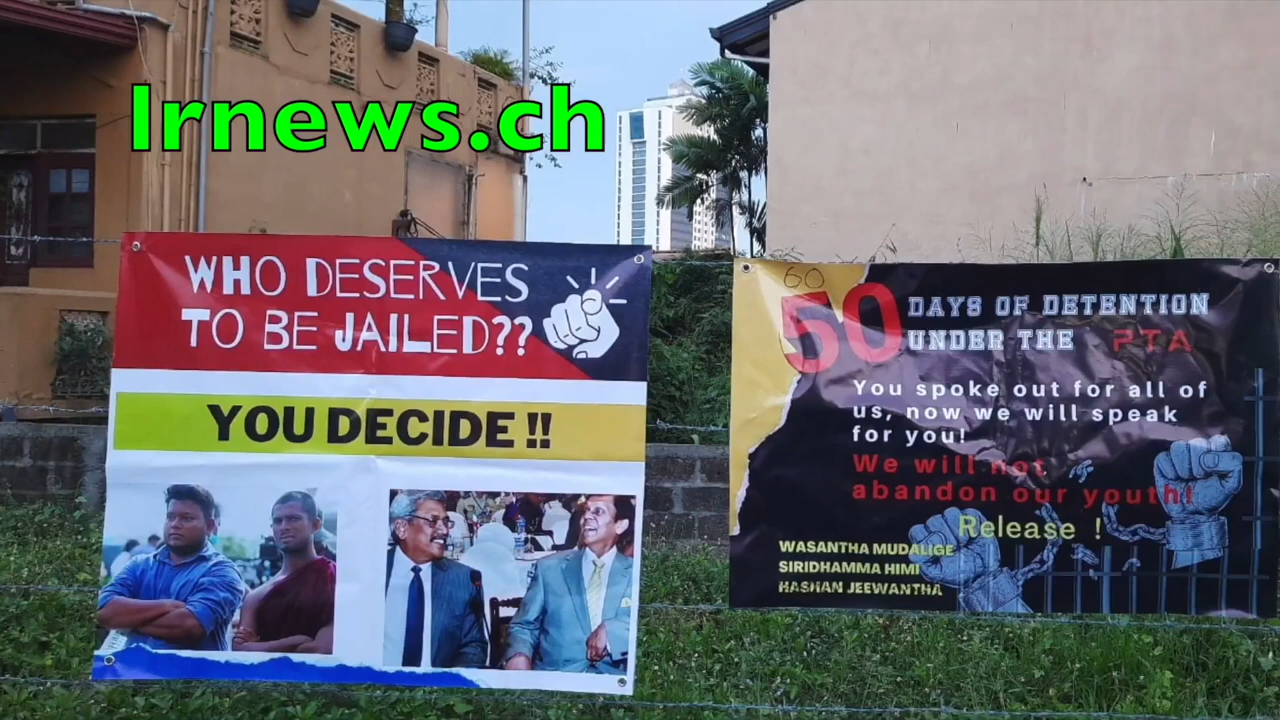 lrnews.ch
WHO DESERVES
TO BE JAILED??
YOU DECIDE !!
60
50 DAYS OF DETENTION
UNDER THE PTA
You spoke out for all of
us, now we will speak
for you!
We will not
abandon our youth!
Release !
WASANTHA MUDALIGE
SIRIDHAMMA HIMI
HASHAN JEEWANTHA